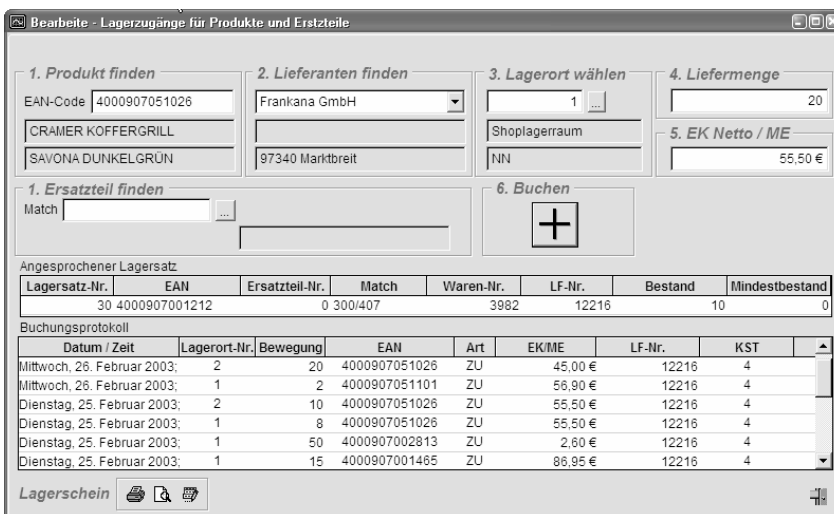 Bearbeite - Lagerzugänge für Produkte und Erstzteile
1. Produkt finden
EAN-Code 4000907051026
CRAMER KOFFERGRILL
SAVONA DUNKELGRÜN
2. Lieferanten finden
Frankana GmbH
97340 Marktbreit
3. Lagerort wählen
1 ...
Shoplagerraum
NN
4. Liefermenge
20
5. EK Netto / ME
55,50 €
1. Ersatzteil finden
Match ...
6. Buchen
Angesprochener Lagersatz
Lagersatz-Nr. EAN Ersatzteil-Nr. Match Waren-Nr. LF-Nr. Bestand Mindestbestand
30 4000907001212 0 300/407 3982 12216 10 0
Buchungsprotokoll
Datum / Zeit Lagerort-Nr. Bewegung EAN Art EK/ME LF-Nr. KST
Mittwoch, 26. Februar 2003; 2 20 4000907051026 ZU 45,00 € 12216 4
Mittwoch, 26. Februar 2003; 1 2 4000907051101 ZU 56,90 € 12216 4
Dienstag, 25. Februar 2003; 2 10 4000907051026 ZU 55,50 € 12216 4
Dienstag, 25. Februar 2003; 1 8 4000907051026 ZU 55,50 € 12216 4
Dienstag, 25. Februar 2003; 1 50 4000907002813 ZU 2,60 € 12216 4
Dienstag, 25. Februar 2003; 1 15 4000907001465 ZU 86,95 € 12216 4
Lagerschein